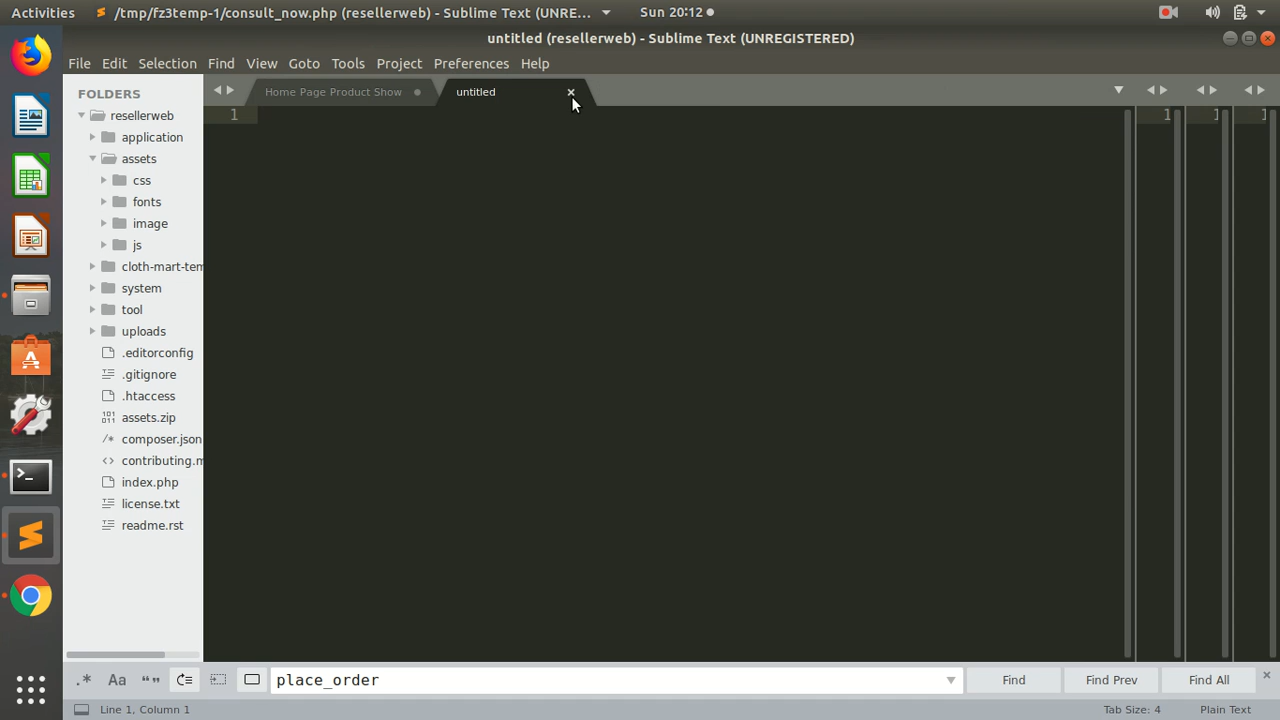 Activities
/tmp/fz3temp-1/consult_now.php (resellerweb) - Sublime Text (UNRE...
Sun 20:12
untitled (resellerweb) - Sublime Text (UNREGISTERED)
File Edit Selection Find View Goto Tools Project Preferences Help
FOLDERS
Home Page Product Show
untitled
resellerweb
1
1
1
1
application
assets
css
fonts
image
js
cloth-mart-tem
system
tool
uploads
.editorconfig
.gitignore
.htaccess
assets.zip
composer.json
contributing.m
index.php
license.txt
readme.rst
.* Aa “” place_order Find Find Prev Find All
Line 1, Column 1
Tab Size: 4
Plain Text